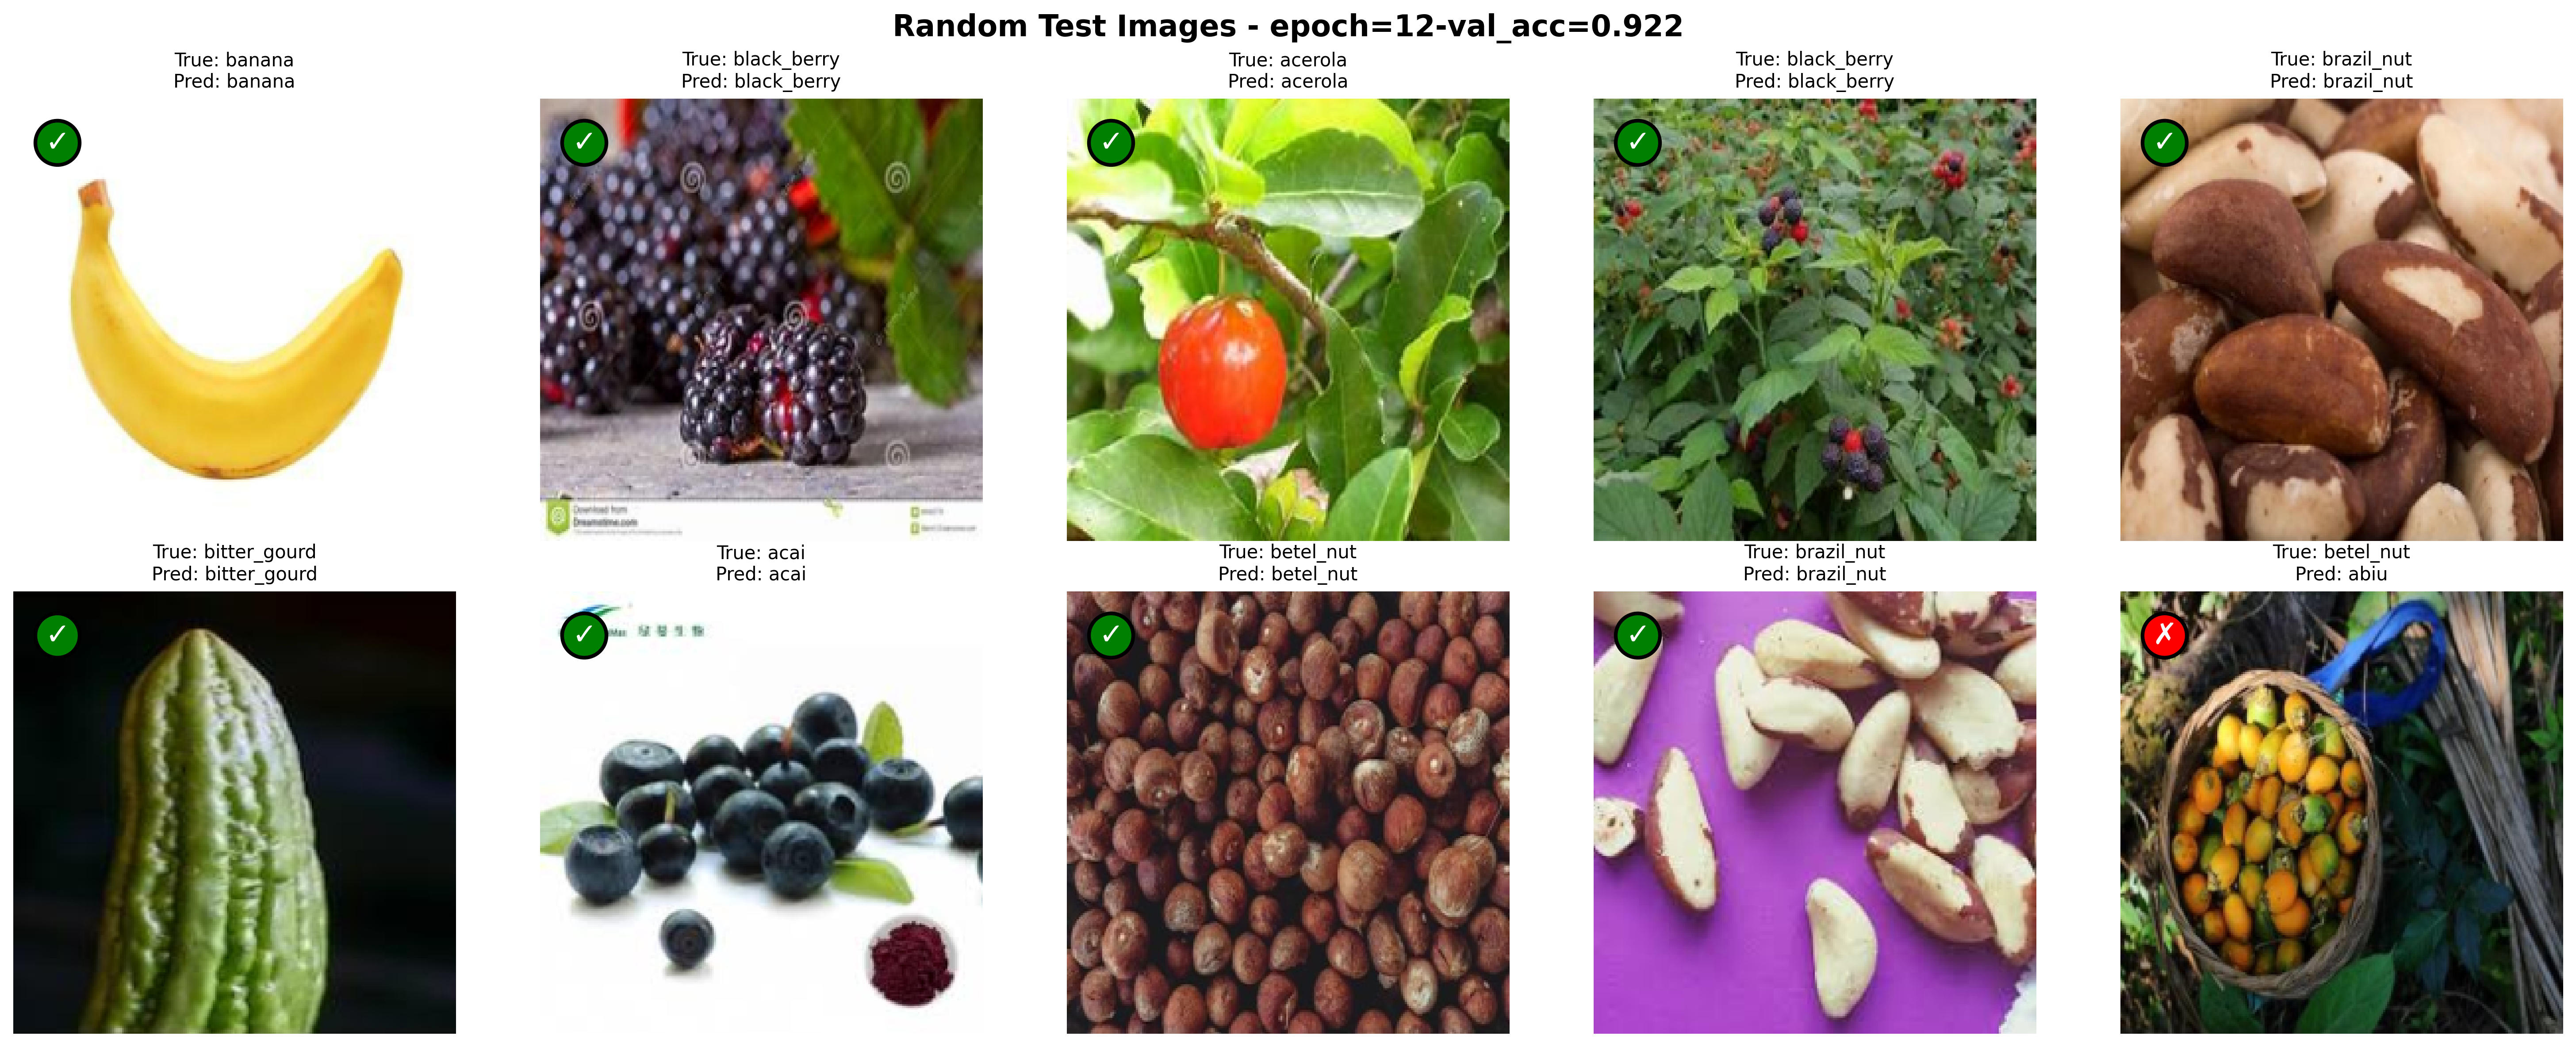 Random Test Images - epoch=12-val_acc=0.922
True: banana
Pred: banana
True: black_berry
Pred: black_berry
True: acerola
Pred: acerola
True: black_berry
Pred: black_berry
True: brazil_nut
Pred: brazil_nut
✓
✓
✓
✓
✓
Download from
Dreamstime.com
True: bitter_gourd
Pred: bitter_gourd
True: acai
Pred: acai
True: betel_nut
Pred: betel_nut
True: brazil_nut
Pred: brazil_nut
True: betel_nut
Pred: abiu
✓
✓
✓
✓
✗